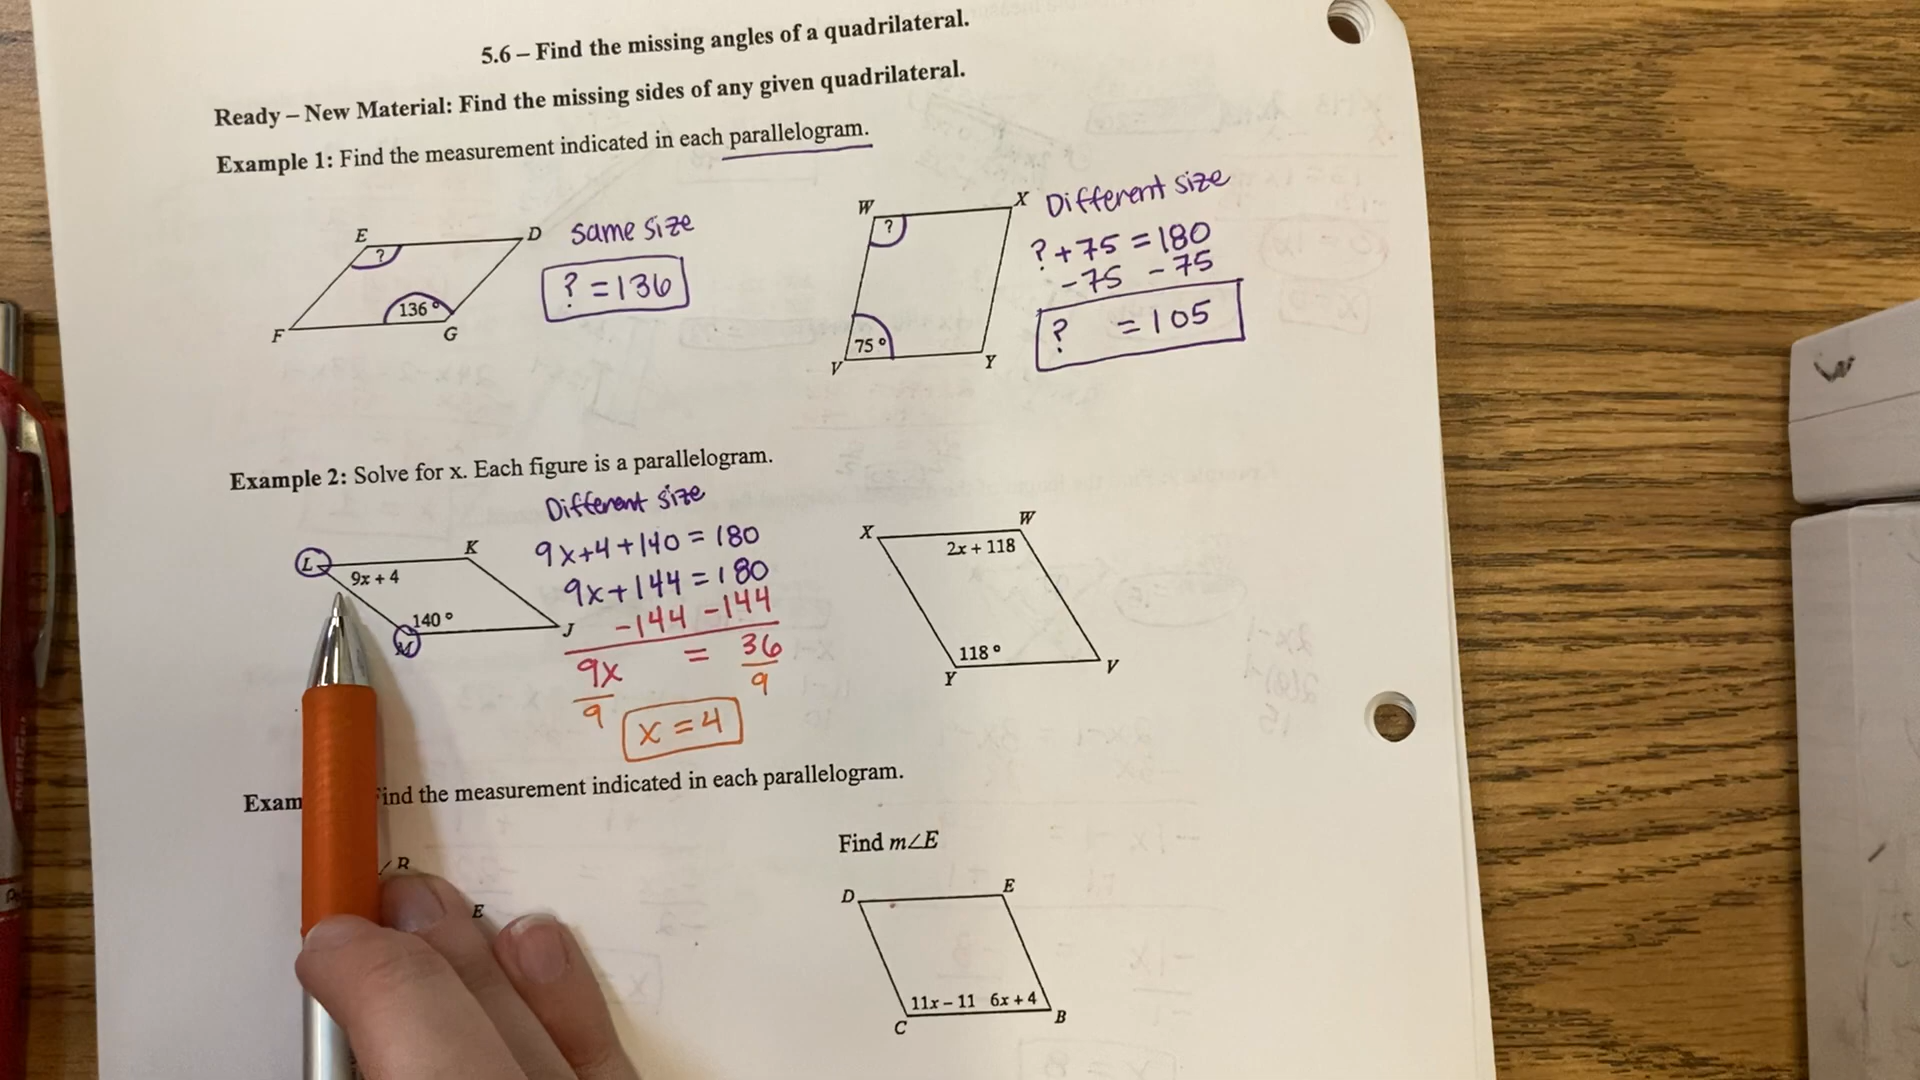 5.6 – Find the missing angles of a quadrilateral.
Ready – New Material: Find the missing sides of any given quadrilateral.
Example 1: Find the measurement indicated in each parallelogram.
E
D
?
136°
F
G
Same size
? = 136
W
X
?
75°
V
Y
Different size
? + 75 = 180
- 75 - 75
? = 105
Example 2: Solve for x. Each figure is a parallelogram.
L
K
9x + 4
140°
M
J
Different size
9x + 4 + 140 = 180
9x + 144 = 180
- 144 - 144
9x = 36
9 9
x = 4
X
W
2x + 118
118°
Y
V
Exam
ind the measurement indicated in each parallelogram.
R
E
Find m∠E
D
E
11x – 11 6x + 4
C
B